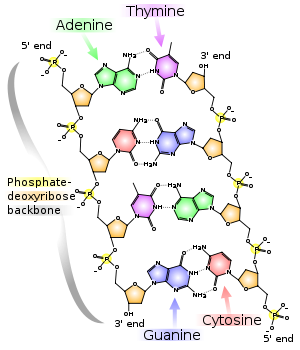 Thymine
Adenine
5' end
3' end
Phosphate-
deoxyribose
backbone
3' end
Guanine
Cytosine
5' end